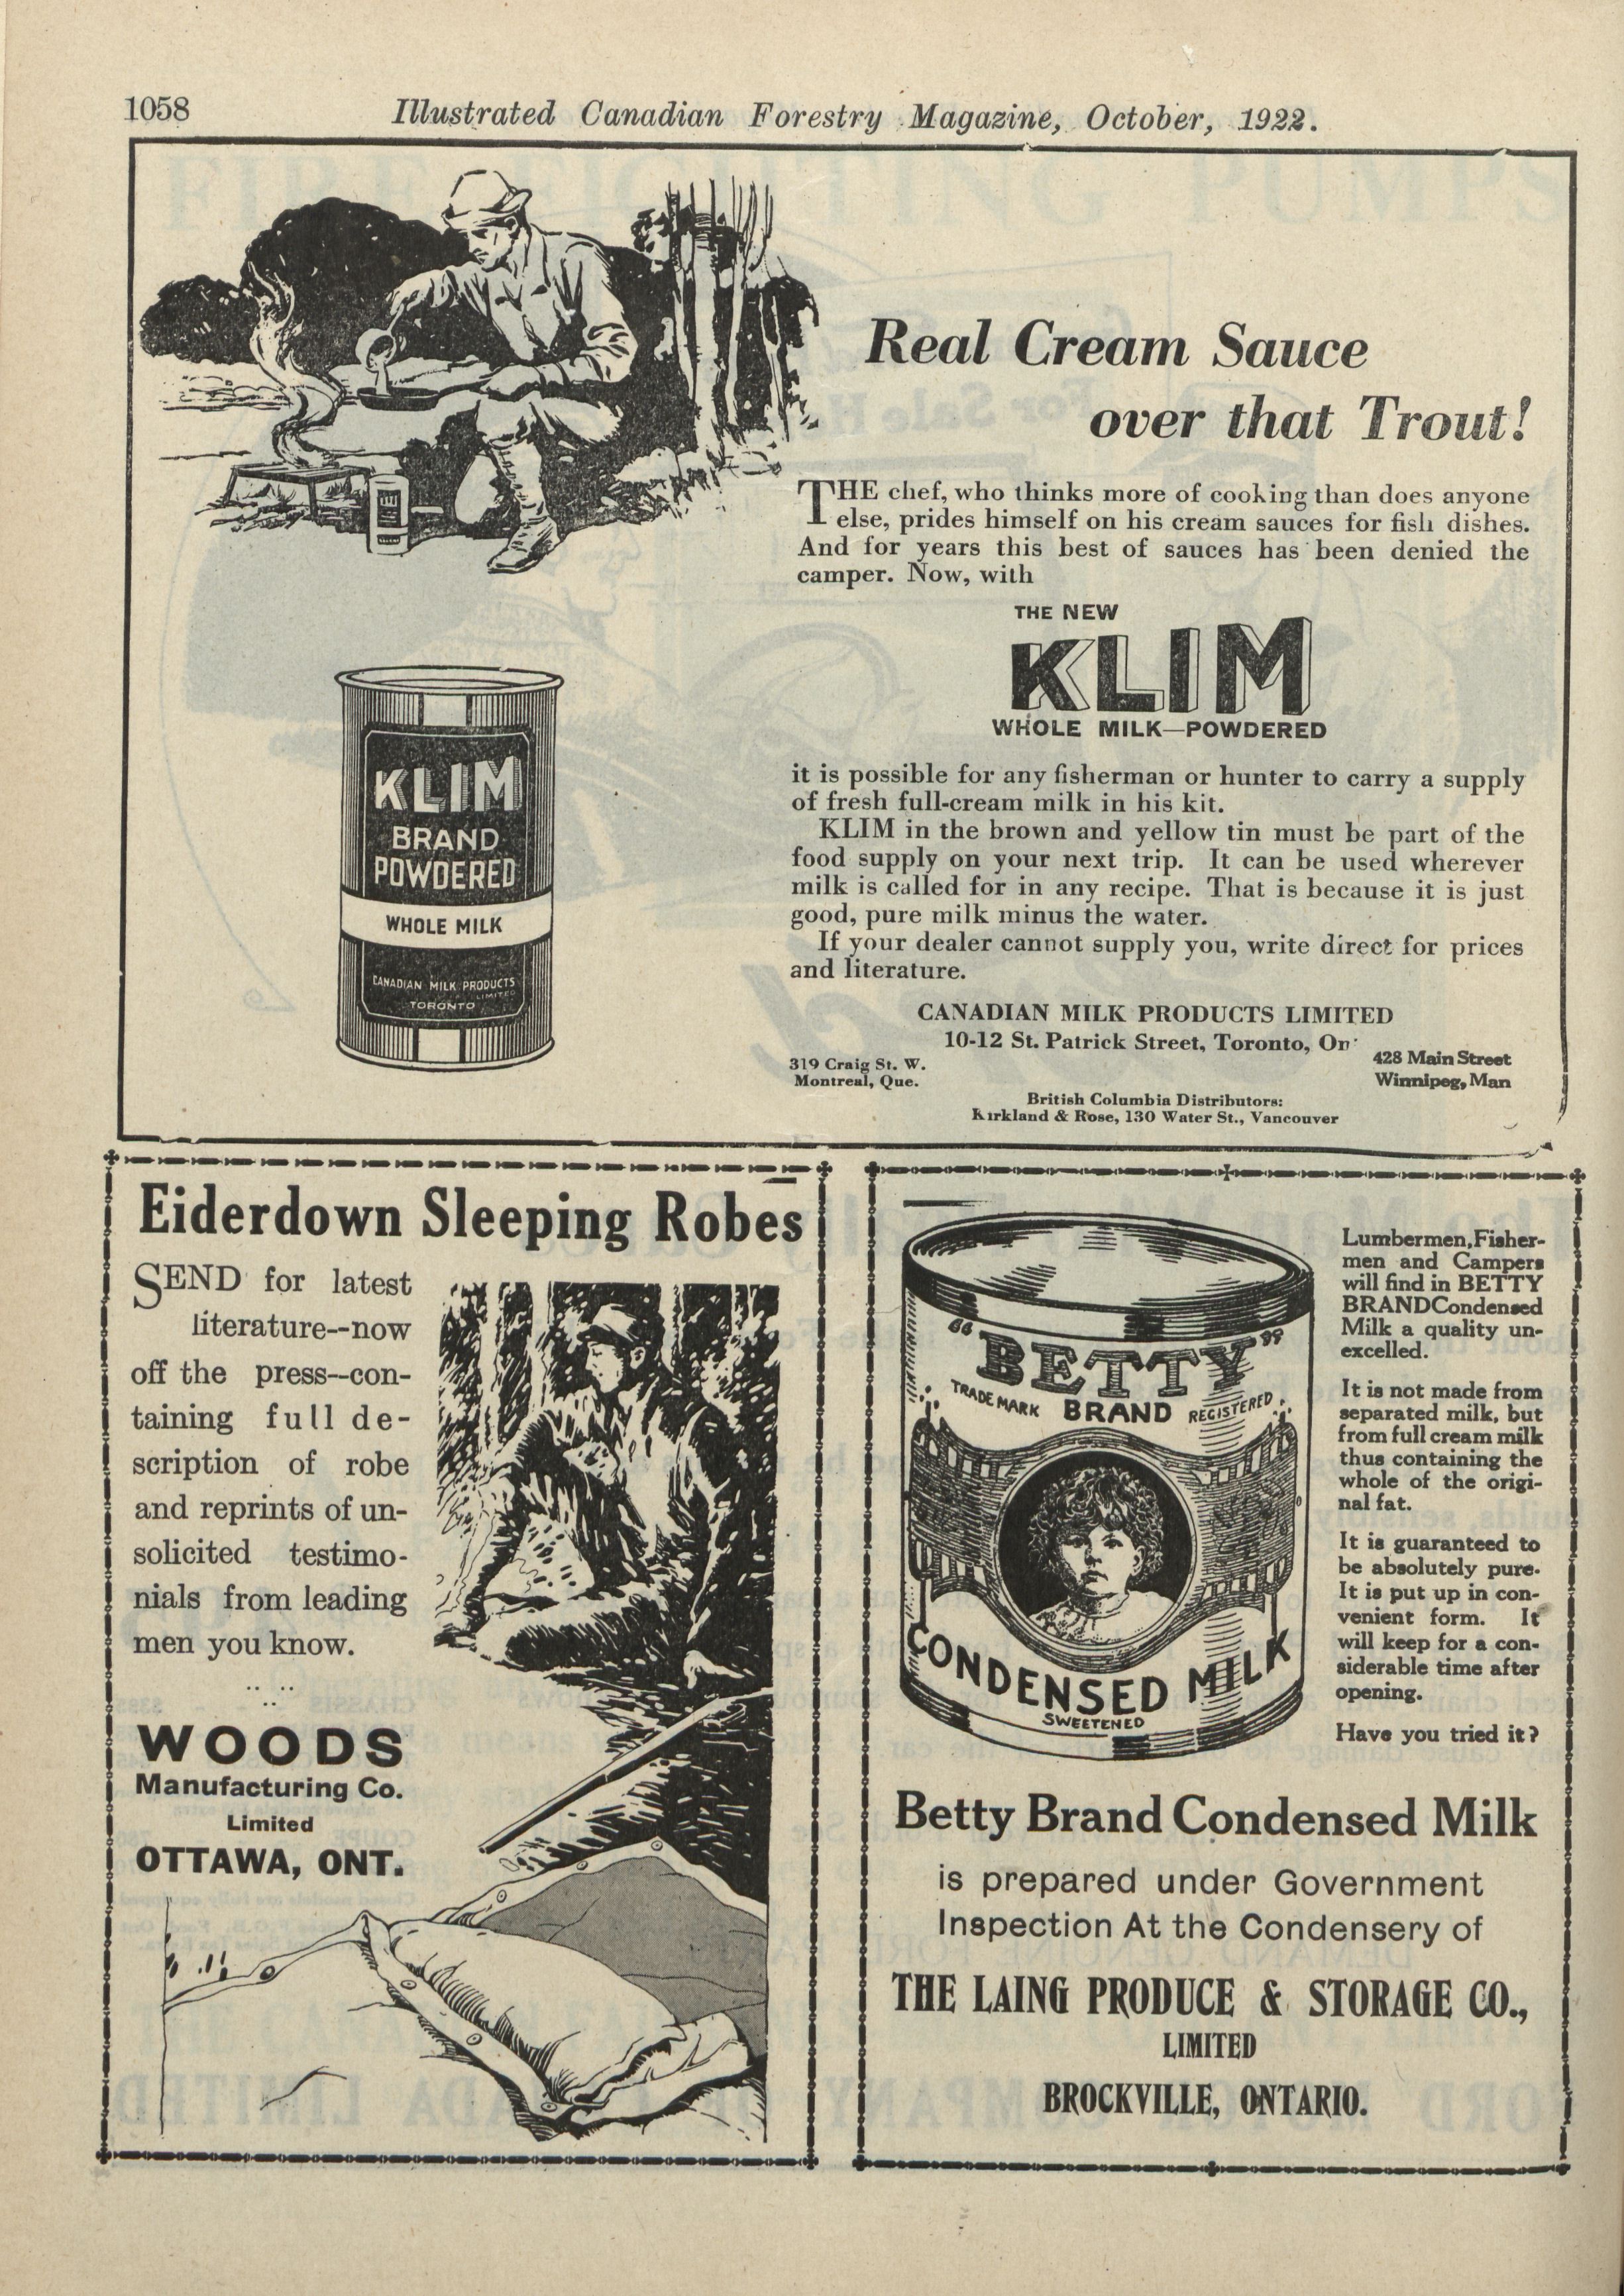 1058
Illustrated Canadian Forestry Magazine, October, 1922.
Real Cream Sauce
over that Trout!
THE chef, who thinks more of cooking than does anyone
else, prides himself on his cream sauces for fish dishes.
And for years this best of sauces has been denied the
camper. Now, with
THE NEW
KLIM
WHOLE MILK—POWDERED
it is possible for any fisherman or hunter to carry a supply
of fresh full-cream milk in his kit.
KLIM in the brown and yellow tin must be part of the
food supply on your next trip. It can be used wherever
milk is called for in any recipe. That is because it is just
good, pure milk minus the water.
If your dealer cannot supply you, write direct for prices
and literature.
CANADIAN MILK PRODUCTS LIMITED
10-12 St. Patrick Street, Toronto, On
319 Craig St. W.
Montreal, Que.
428 Main Street
Winnipeg, Man
British Columbia Distributors:
Kirkland & Rose, 130 Water St., Vancouver
KLIM
BRAND
POWDERED
WHOLE MILK
CANADIAN MILK PRODUCTS
LIMITED
TORONTO
Eiderdown Sleeping Robes
SEND for latest
literature--now
off the press--con-
taining full de-
scription of robe
and reprints of un-
solicited testimo-
nials from leading
men you know.
WOODS
Manufacturing Co.
Limited
OTTAWA, ONT.
"BETTY"
TRADE MARK BRAND REGISTERED
CONDENSED MILK
SWEETENED
Lumbermen, Fisher-
men and Campers
will find in BETTY
BRAND Condensed
Milk a quality un-
excelled.
It is not made from
separated milk, but
from full cream milk
thus containing the
whole of the origi-
nal fat.
It is guaranteed to
be absolutely pure.
It is put up in con-
venient form. It
will keep for a con-
siderable time after
opening.
Have you tried it?
Betty Brand Condensed Milk
is prepared under Government
Inspection At the Condensery of
THE LAING PRODUCE & STORAGE CO.,
LIMITED
BROCKVILLE, ONTARIO.